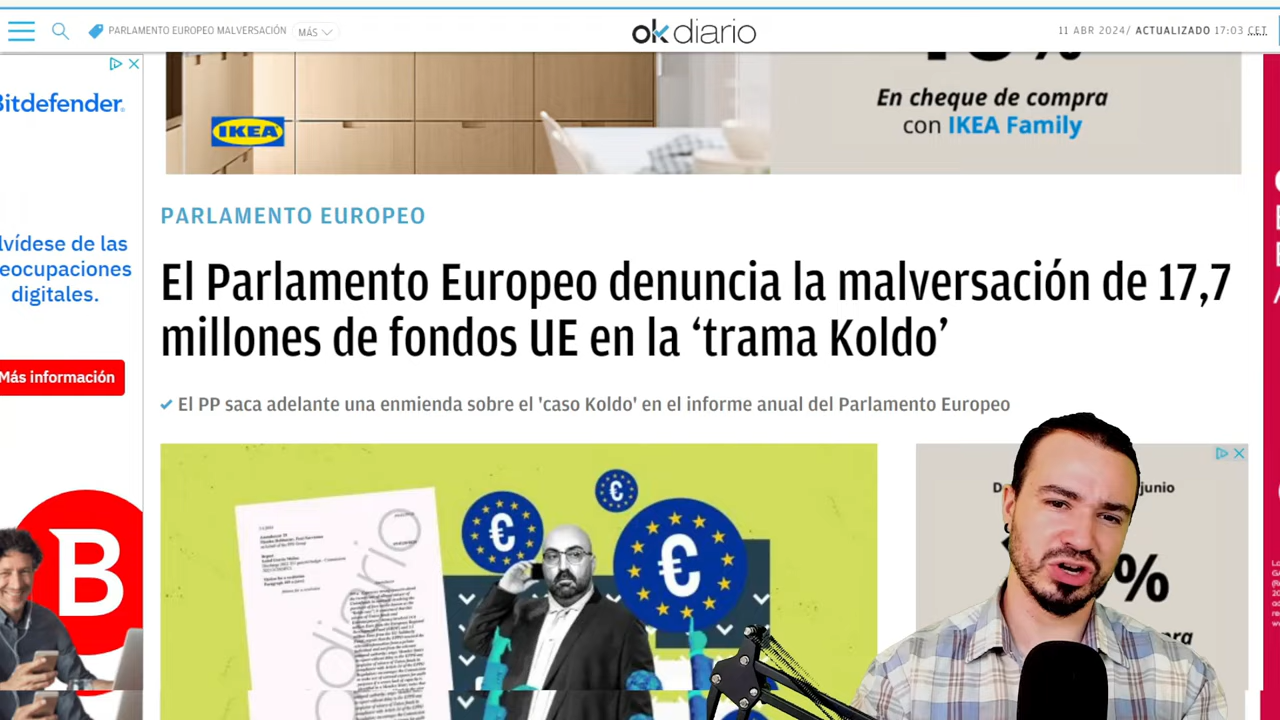 PARLAMENTO EUROPEO MALVERSACIÓN
MÁS
okdiario
11 ABR 2024/ ACTUALIZADO 17:03 CET
Bitdefender
lvídese de las
eocupaciones
digitales.
Más información
B
IKEA
En cheque de compra
con IKEA Family
PARLAMENTO EUROPEO
El Parlamento Europeo denuncia la malversación de 17,7
millones de fondos UE en la ‘trama Koldo’
El PP saca adelante una enmienda sobre el 'caso Koldo' en el informe anual del Parlamento Europeo
€
€
€
okdiario
junio
%